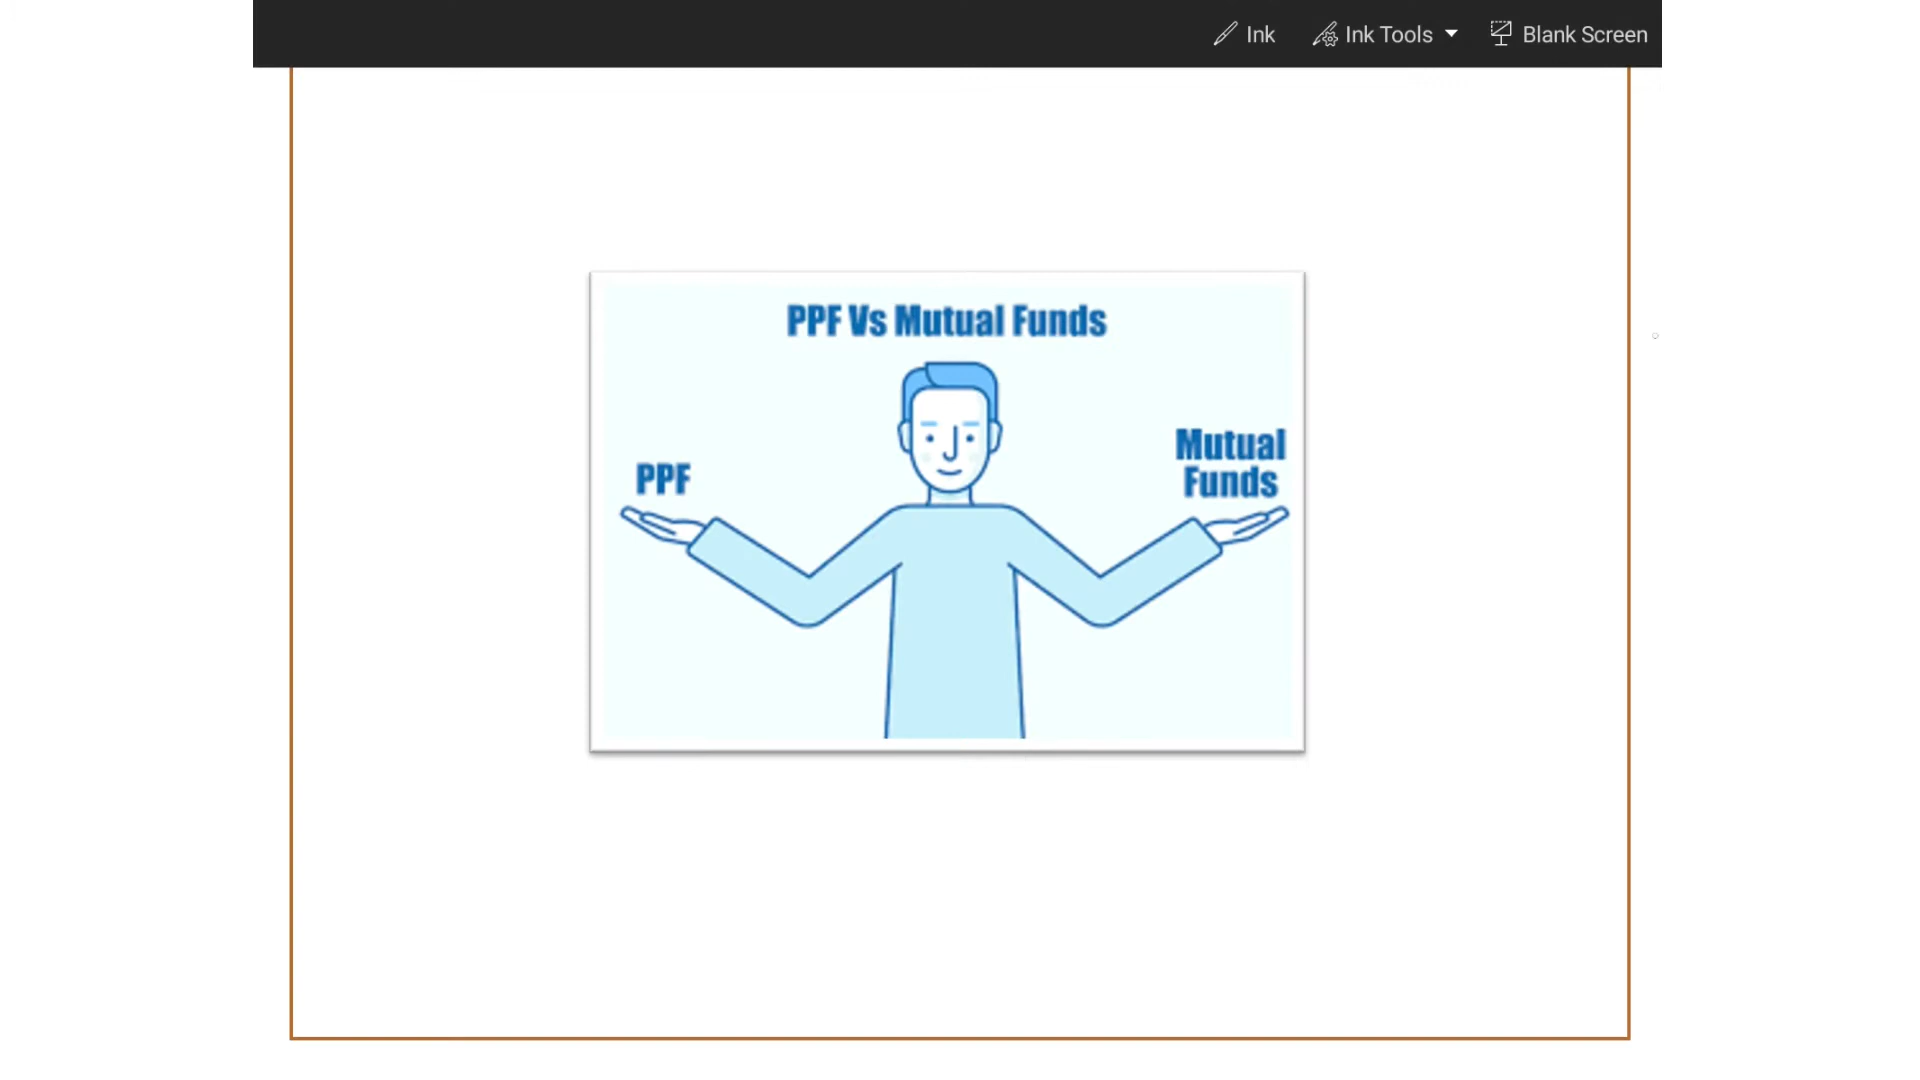 Ink
Ink Tools
Blank Screen
PPF Vs Mutual Funds
PPF
Mutual
Funds